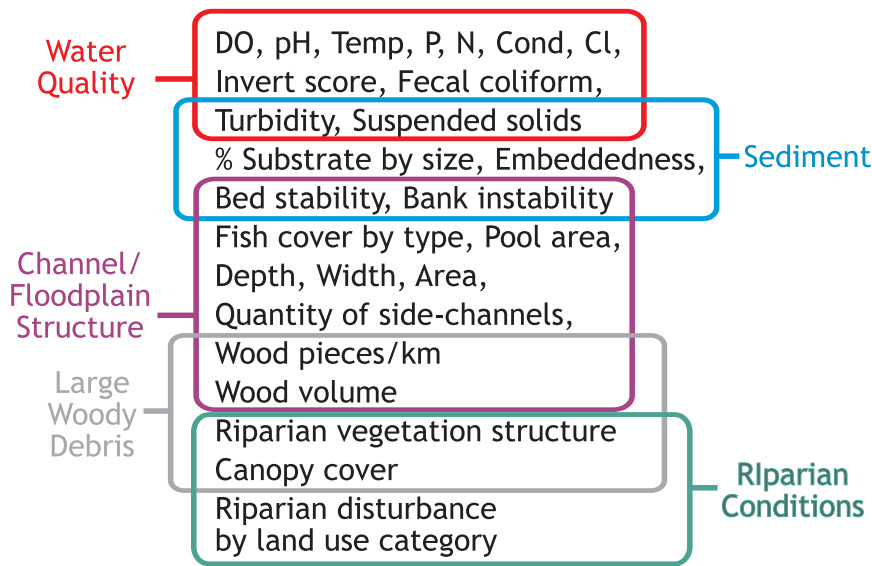 Water
Quality
DO, pH, Temp, P, N, Cond, Cl,
Invert score, Fecal coliform,
Turbidity, Suspended solids
% Substrate by size, Embeddedness,
Sediment
Bed stability, Bank instability
Fish cover by type, Pool area,
Channel/
Floodplain
Structure
Depth, Width, Area,
Quantity of side-channels,
Wood pieces/km
Wood volume
Large
Woody
Debris
Riparian vegetation structure
Canopy cover
RIparian
Conditions
Riparian disturbance
by land use category